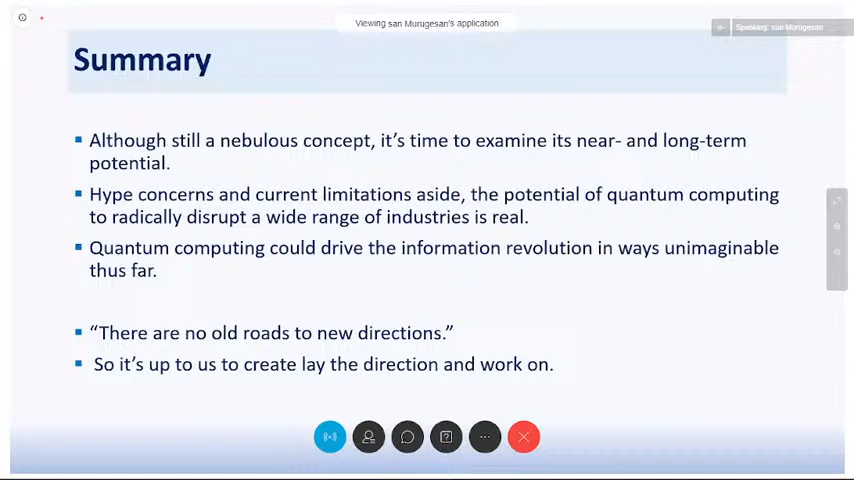 Viewing san Murugesan's application
Speaking: san Murugesan
Summary
Although still a nebulous concept, it's time to examine its near- and long-term
potential.
Hype concerns and current limitations aside, the potential of quantum computing
to radically disrupt a wide range of industries is real.
Quantum computing could drive the information revolution in ways unimaginable
thus far.
“There are no old roads to new directions.”
So it's up to us to create lay the direction and work on.